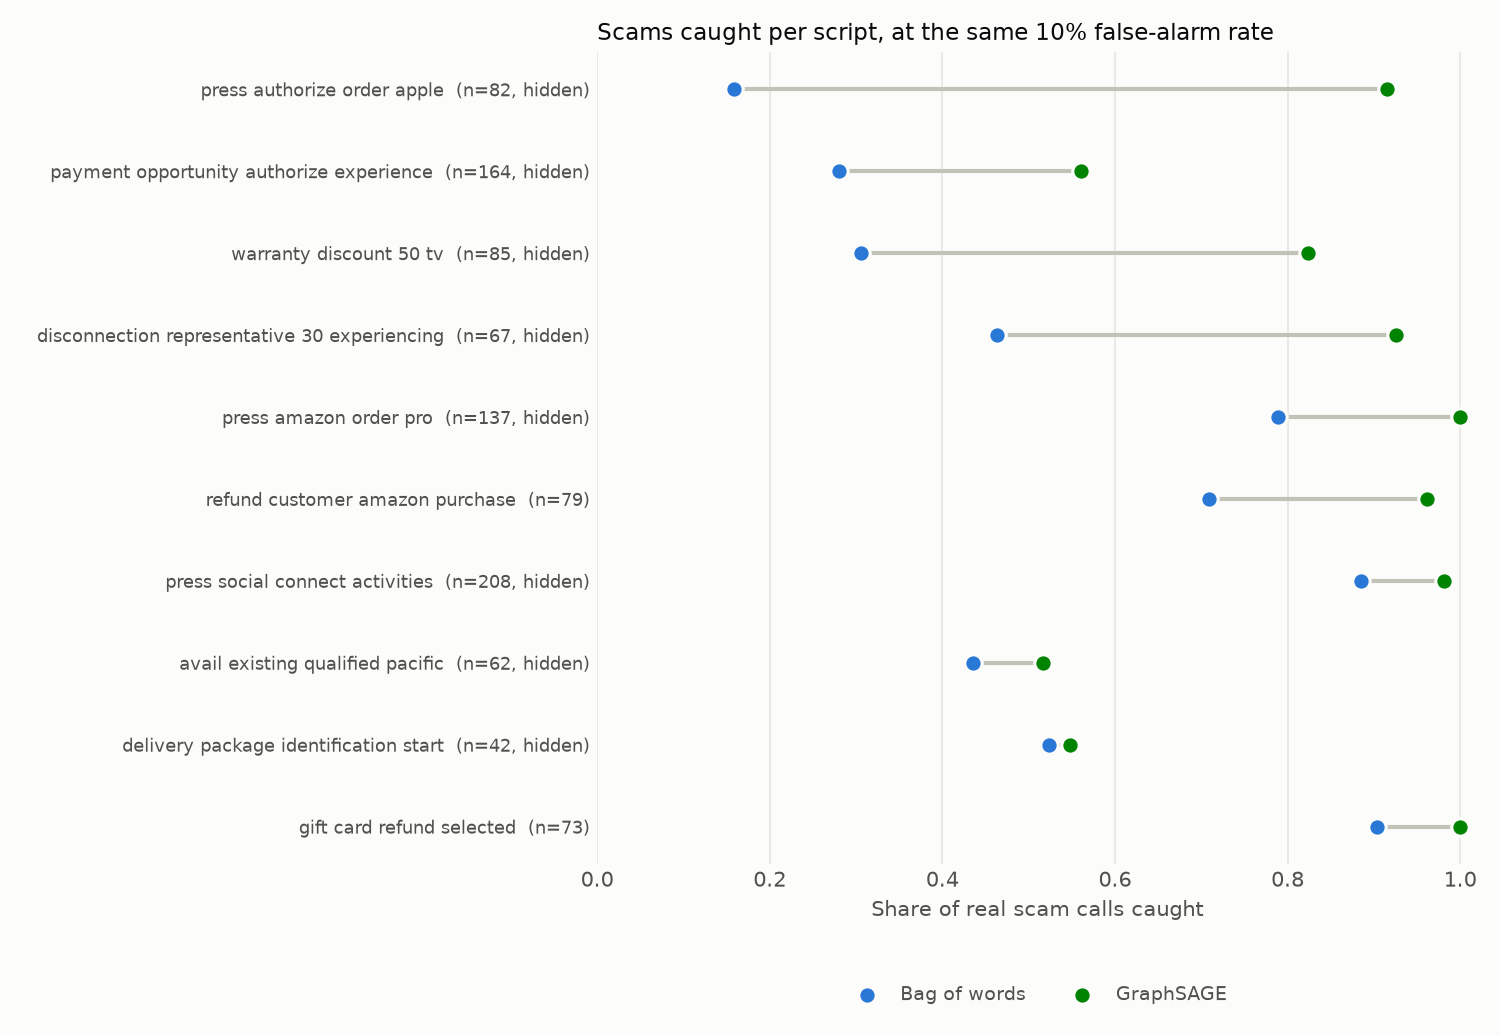 Scams caught per script, at the same 10% false-alarm rate
press authorize order apple (n=82, hidden)
payment opportunity authorize experience (n=164, hidden)
warranty discount 50 tv (n=85, hidden)
disconnection representative 30 experiencing (n=67, hidden)
press amazon order pro (n=137, hidden)
refund customer amazon purchase (n=79)
press social connect activities (n=208, hidden)
avail existing qualified pacific (n=62, hidden)
delivery package identification start (n=42, hidden)
gift card refund selected (n=73)
0.0 0.2 0.4 0.6 0.8 1.0
Share of real scam calls caught
Bag of words GraphSAGE